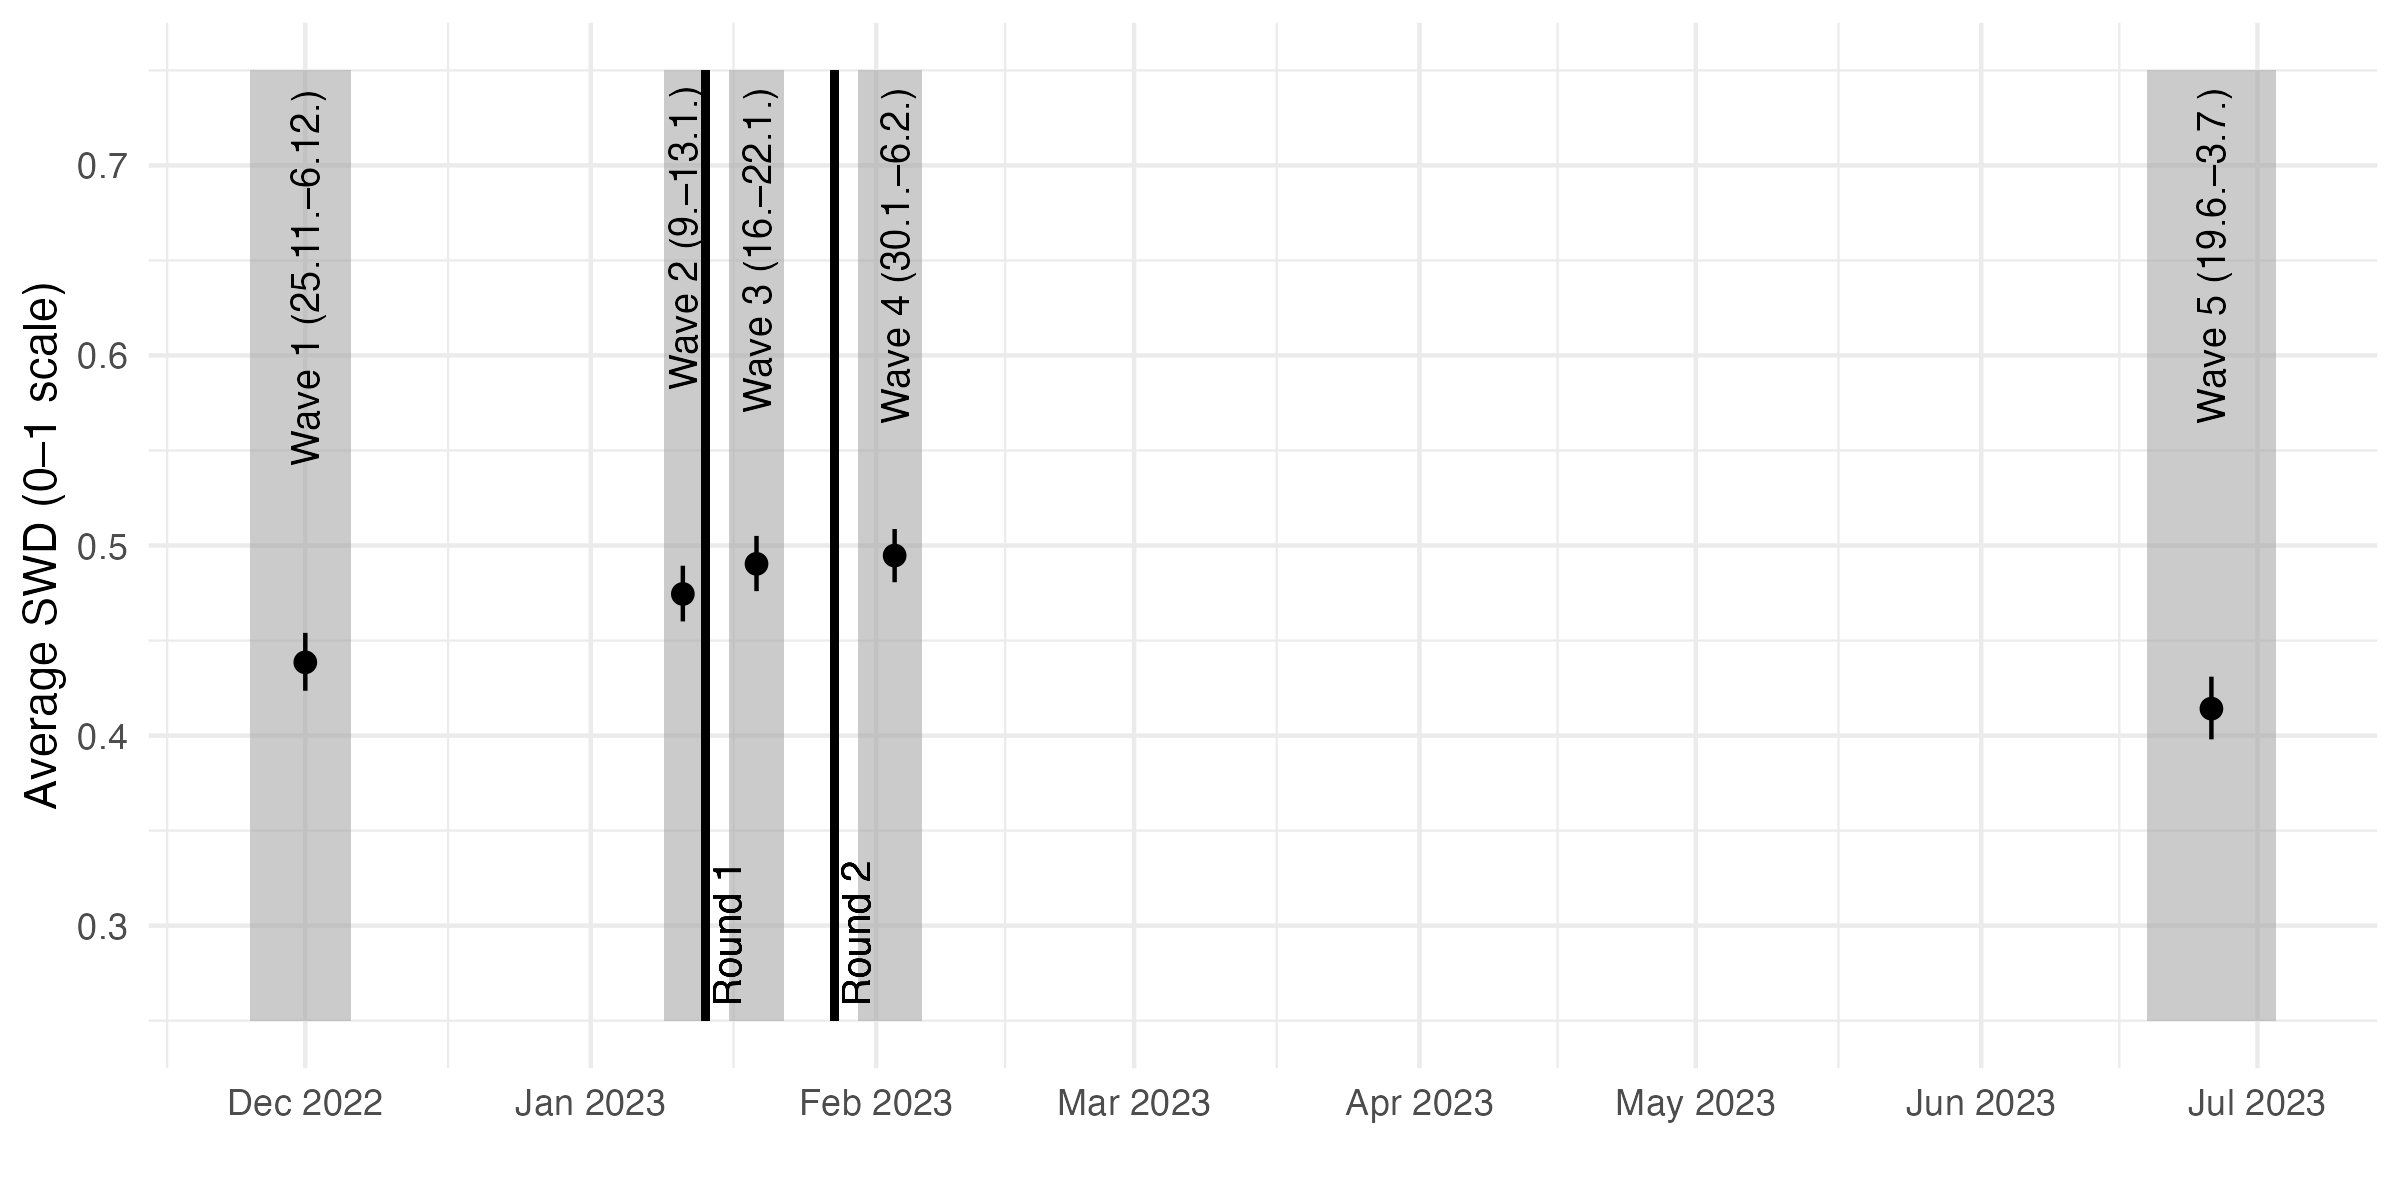 Average SWD (0–1 scale)
0.7
0.6
0.5
0.4
0.3
Wave 1 (25.11.–6.12.)
Wave 2 (9.–13.1.)
Wave 3 (16.–22.1.)
Wave 4 (30.1.–6.2.)
Wave 5 (19.6.–3.7.)
Round 1
Round 2
Dec 2022
Jan 2023
Feb 2023
Mar 2023
Apr 2023
May 2023
Jun 2023
Jul 2023